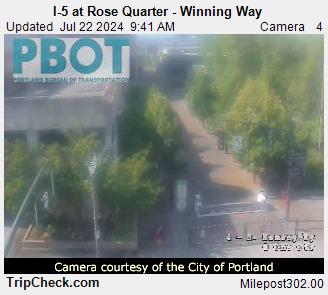 I-5 at Rose Quarter - Winning Way
Updated Jul 22 2024 9:41 AM Camera 4
PBOT
PORTLAND BUREAU OF TRANSPORTATION
Camera courtesy of the City of Portland
TripCheck.com Milepost302.00